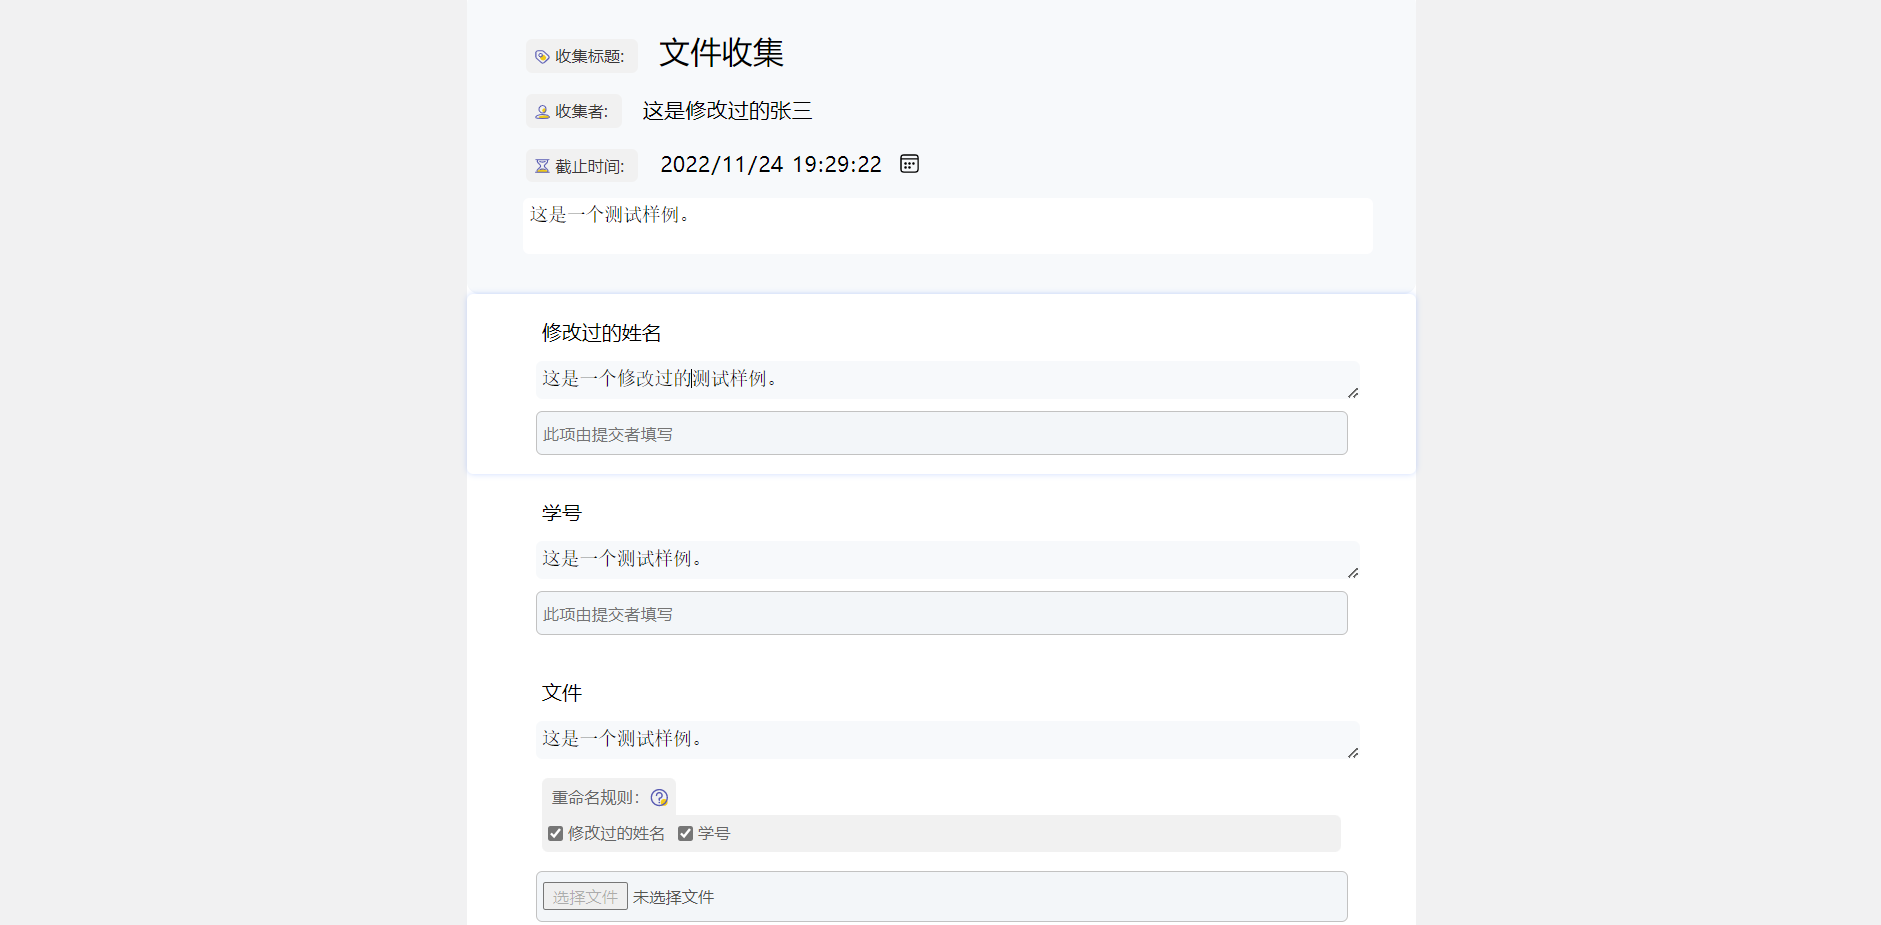 收集标题: 文件收集
收集者: 这是修改过的张三
截止时间: 2022/11/24 19:29:22
这是一个测试样例。
修改过的姓名
这是一个修改过的测试样例。
此项由提交者填写
学号
这是一个测试样例。
此项由提交者填写
文件
这是一个测试样例。
重命名规则：
修改过的姓名 学号
选择文件 未选择文件